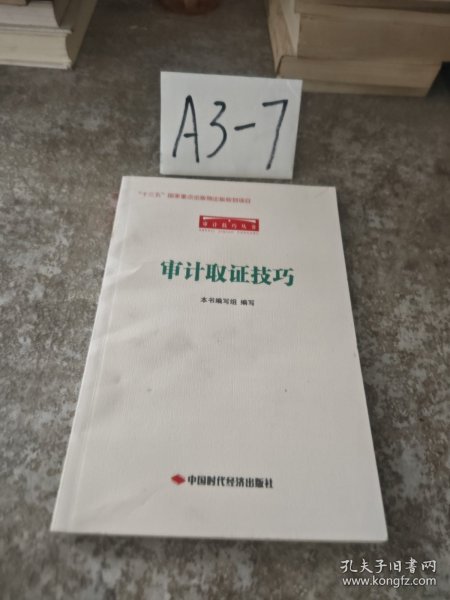 A3-7
"十三五"国家重点出版物出版规划项目
审计技巧丛书
审计取证技巧
本书编写组 编写
中国时代经济出版社
孔夫子旧书网
www.kongfz.com